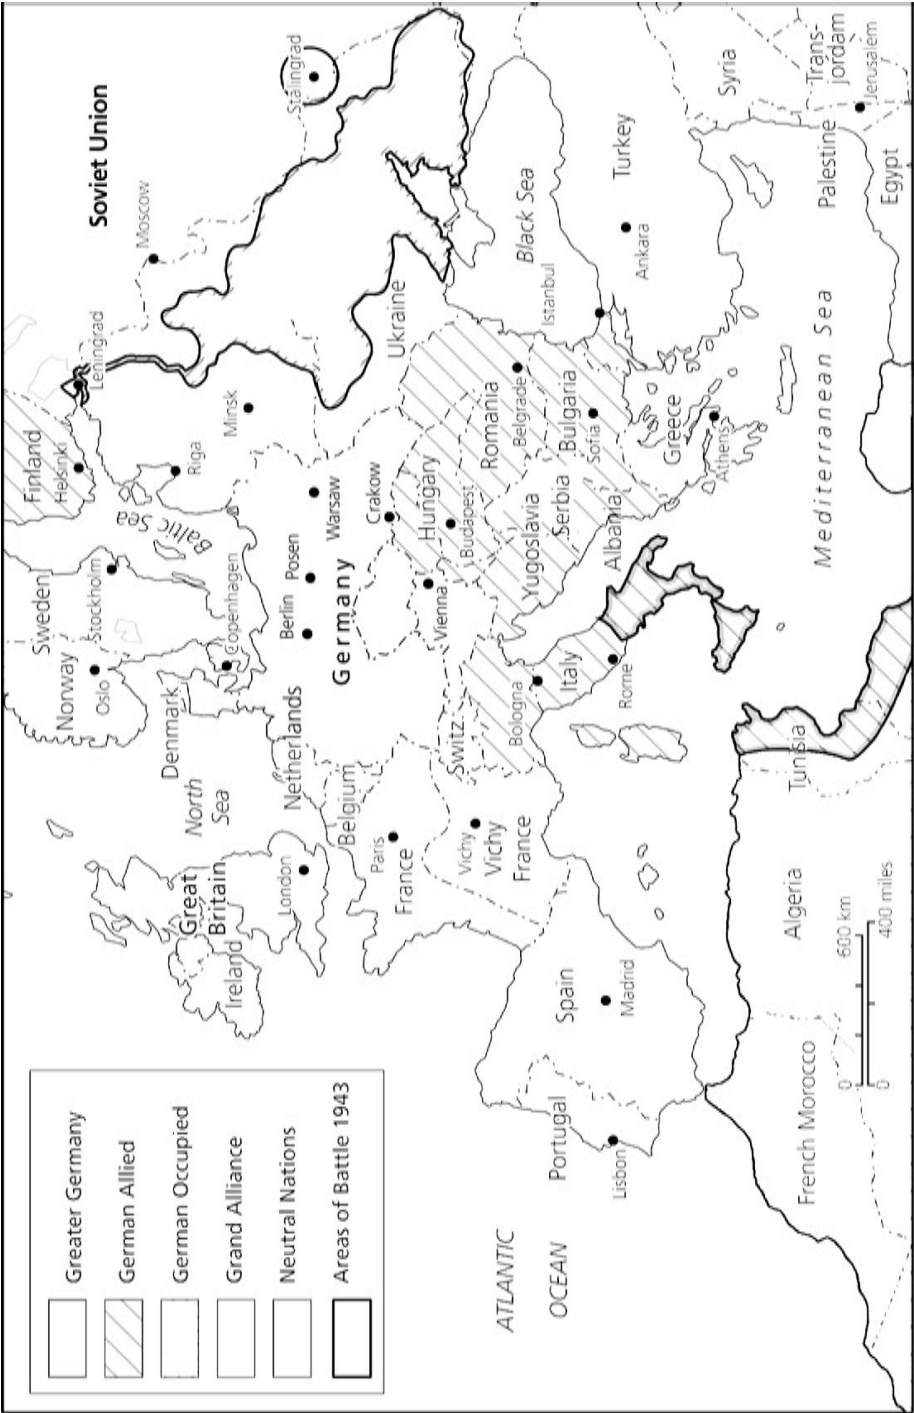 Greater Germany
German Allied
German Occupied
Grand Alliance
Neutral Nations
Areas of Battle 1943
ATLANTIC
OCEAN
Norway
Oslo
Sweden
Stockholm
Finland
Helsinki
Leningrad
Soviet Union
Moscow
Stalingrad
Baltic Sea
Riga
Minsk
Denmark
Copenhagen
North
Sea
Great
Britain
Ireland
London
Netherlands
Belgium
Berlin
Posen
Warsaw
Germany
Crakow
Ukraine
Paris
France
Vichy
Vichy
France
Switz.
Vienna
Hungary
Budapest
Romania
Belgrade
Black Sea
Yugoslavia
Serbia
Bulgaria
Sofia
Albania
Istanbul
Turkey
Ankara
Bologna
Italy
Rome
Greece
Athens
Portugal
Lisbon
Spain
Madrid
Syria
Trans-
jordam
Jerusalem
Palestine
Egypt
Mediterranean Sea
French Morocco
Algeria
Tunisia
0
600 km
0
400 miles